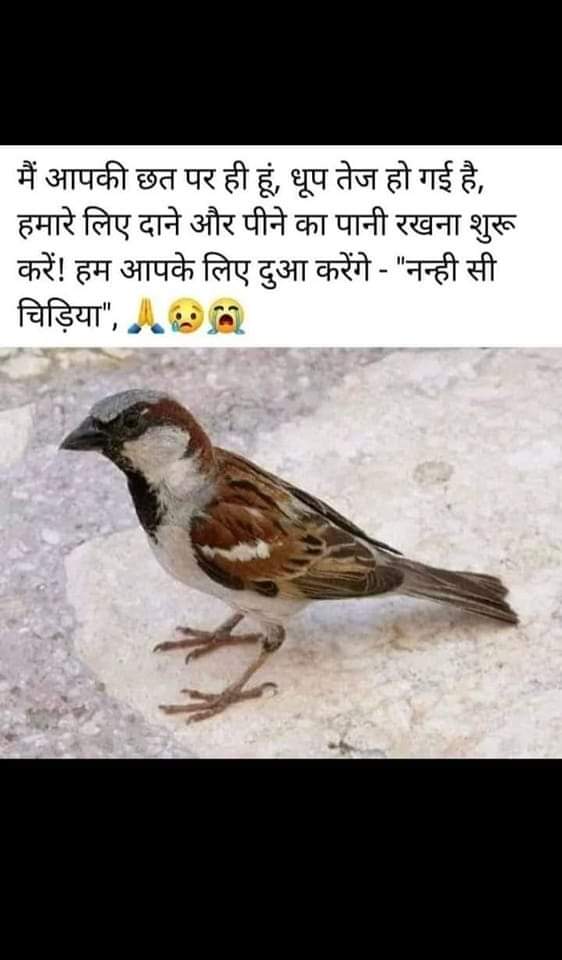 मैं आपकी छत पर ही हूं, धूप तेज हो गई है,
हमारे लिए दाने और पीने का पानी रखना शुरू
करें! हम आपके लिए दुआ करेंगे - "नन्ही सी
चिड़िया", 🙏😢😭